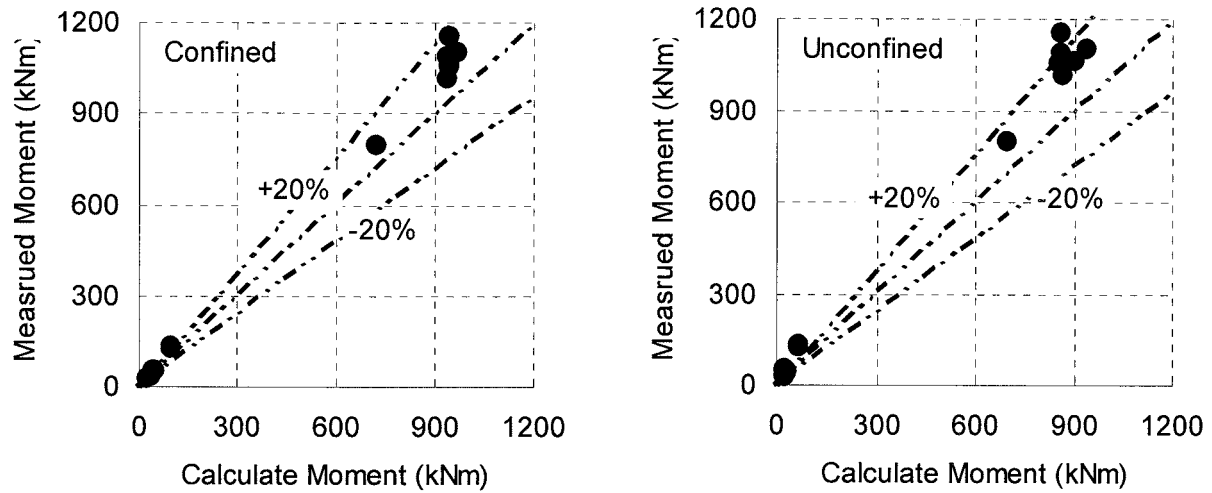 1200
900
600
300
0
Measrued Moment (kNm)
Confined
+20%
-20%
0 300 600 900 1200
Calculate Moment (kNm)
1200
900
600
300
0
Measrued Moment (kNm)
Unconfined
+20%
-20%
0 300 600 900 1200
Calculate Moment (kNm)